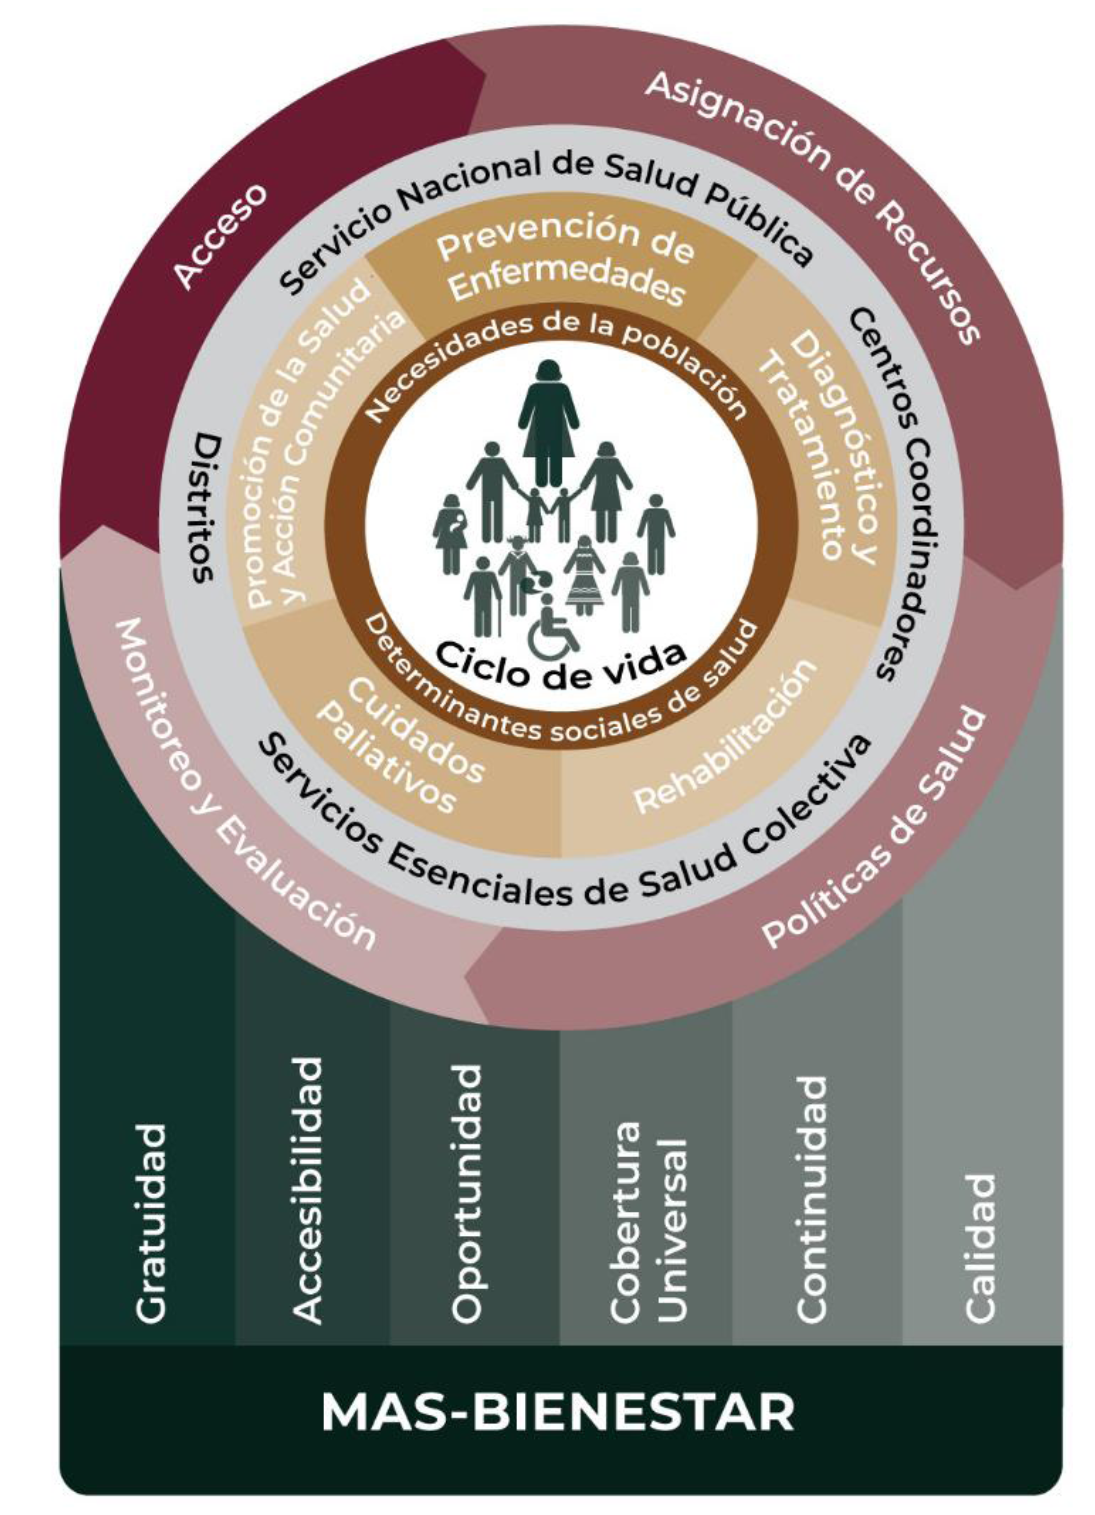 Acceso
Asignación de Recursos
Políticas de Salud
Monitoreo y Evaluación
Servicio Nacional de Salud Pública
Centros Coordinadores
Servicios Esenciales de Salud Colectiva
Distritos
Prevención de
Enfermedades
Diagnóstico y
Tratamiento
Rehabilitación
Cuidados
Paliativos
Promoción de la Salud
y Acción Comunitaria
Necesidades de la población
Determinantes sociales de salud
Ciclo de vida
Gratuidad
Accesibilidad
Oportunidad
Cobertura
Universal
Continuidad
Calidad
MAS-BIENESTAR